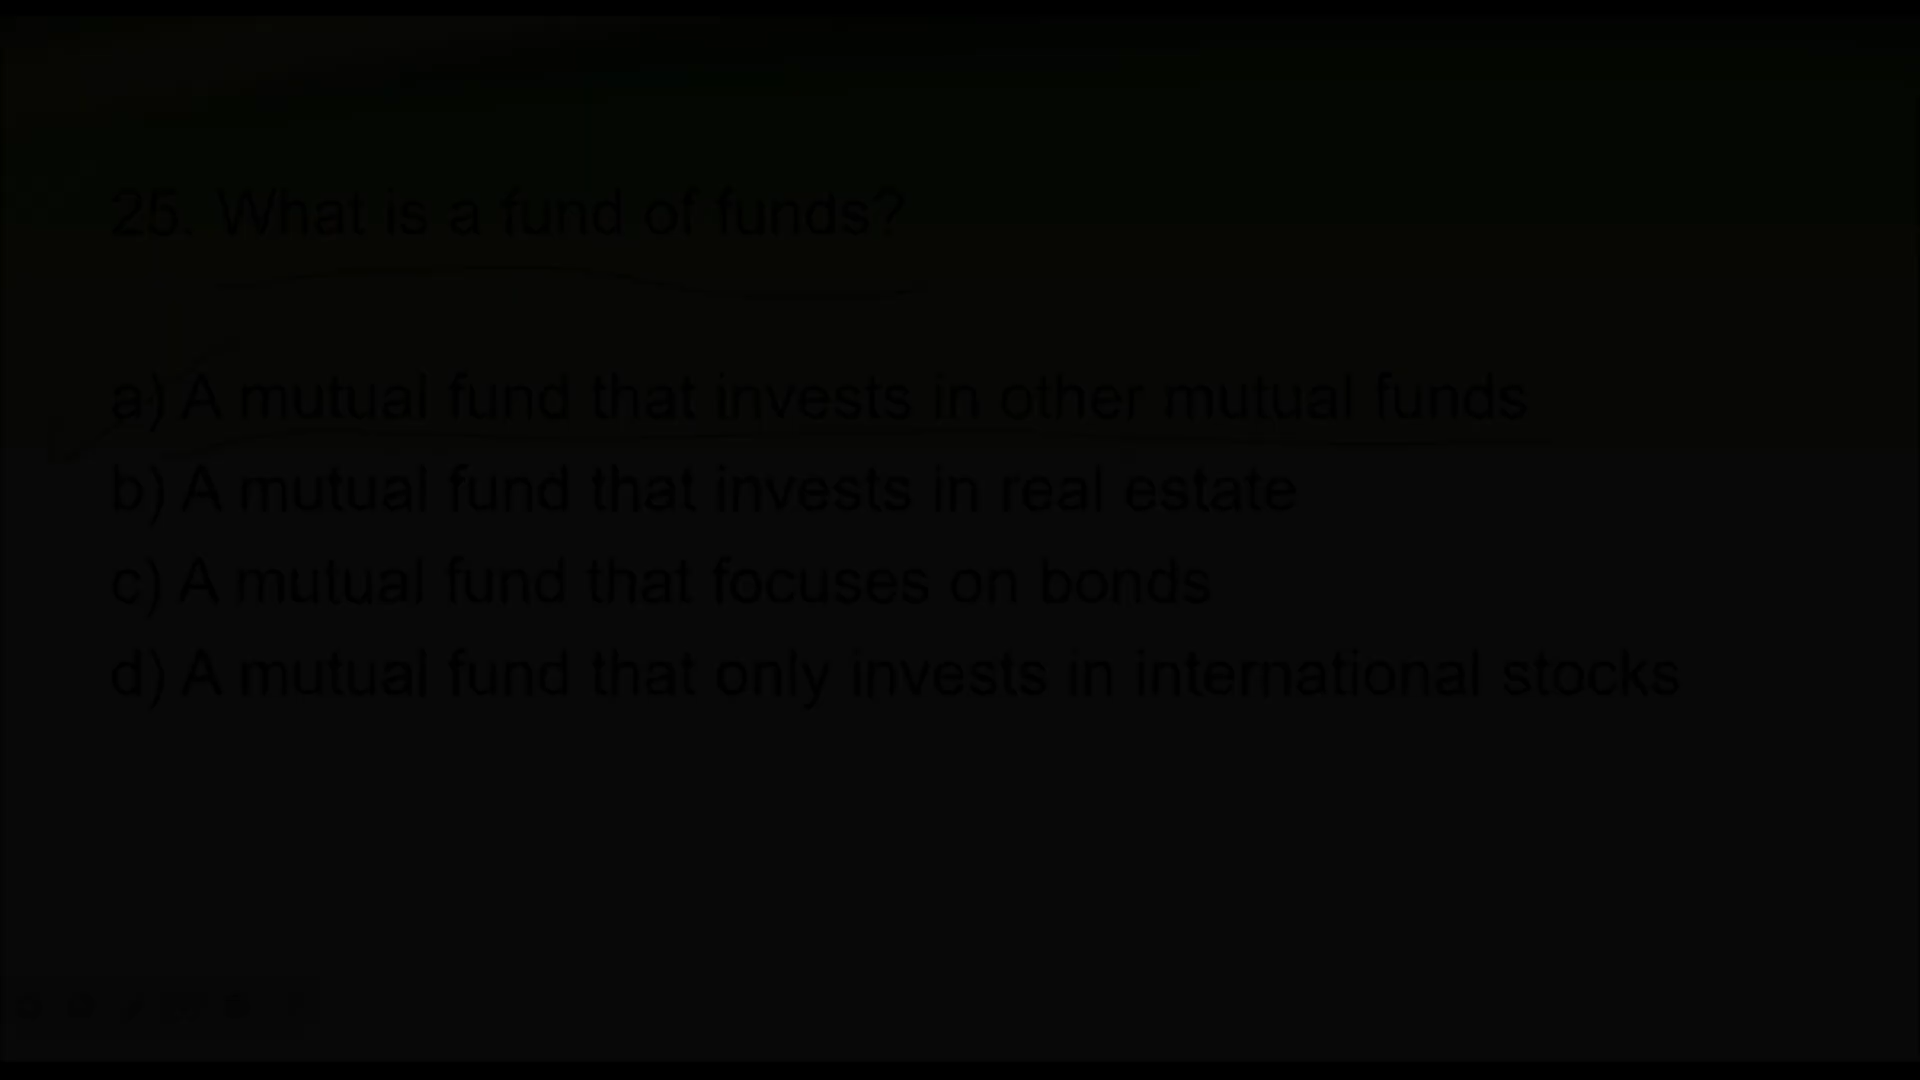 25. What is a fund of funds?
a) A mutual fund that invests in other mutual funds
b) A mutual fund that invests in real estate
c) A mutual fund that focuses on bonds
d) A mutual fund that only invests in international stocks